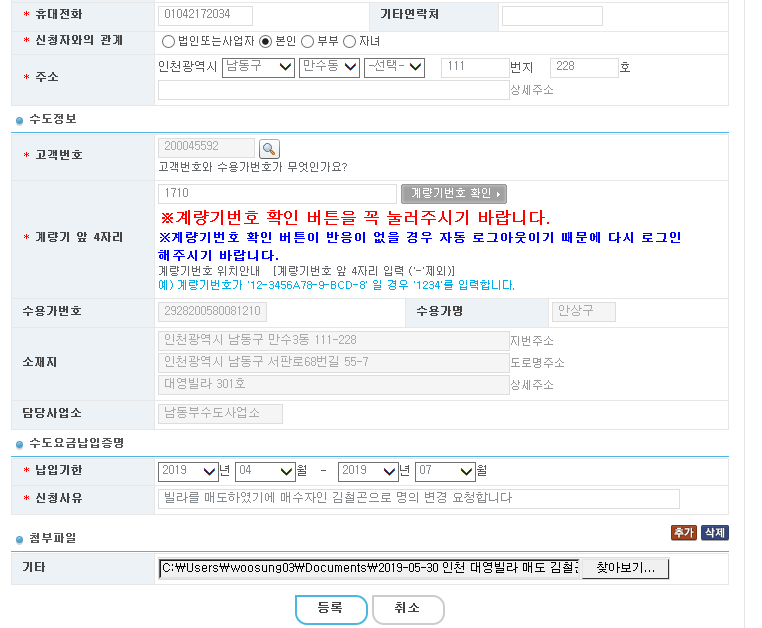 * 휴대전화 01042172034 기타연락처
* 신청자와의 관계 법인또는사업자 본인 부부 자녀
* 주소 인천광역시 남동구 만수동 -선택- 111 번지 228 호
상세주소
수도정보
* 고객번호 200045592
고객번호와 수용가번호가 무엇인가요?
1710 계량기번호 확인
※계량기번호 확인 버튼을 꼭 눌러주시기 바랍니다.
* 계량기 앞 4자리 ※계량기번호 확인 버튼이 반응이 없을 경우 자동 로그아웃이기 때문에 다시 로그인
해주시기 바랍니다.
계량기번호 위치안내 [계량기번호 앞 4자리 입력 ('-'제외)]
예) 계량기번호가 '12-3456A78-9-BCD-8' 일 경우 '1234'를 입력합니다.
수용가번호 2928200580081210 수용가명 안상구
인천광역시 남동구 만수3동 111-228 지번주소
소재지 인천광역시 남동구 서판로68번길 55-7 도로명주소
대영빌라 301호 상세주소
담당사업소 남동부수도사업소
수도요금납입증명
* 납입기한 2019 년 04 월 - 2019 년 07 월
* 신청사유 빌라를 매도하였기에 매수자인 김철곤으로 명의 변경 요청합니다
첨부파일 추가 삭제
기타 C:₩Users₩woosung03₩Documents₩2019-05-30 인천 대영빌라 매도 김철곤 찾아보기...
등록 취소